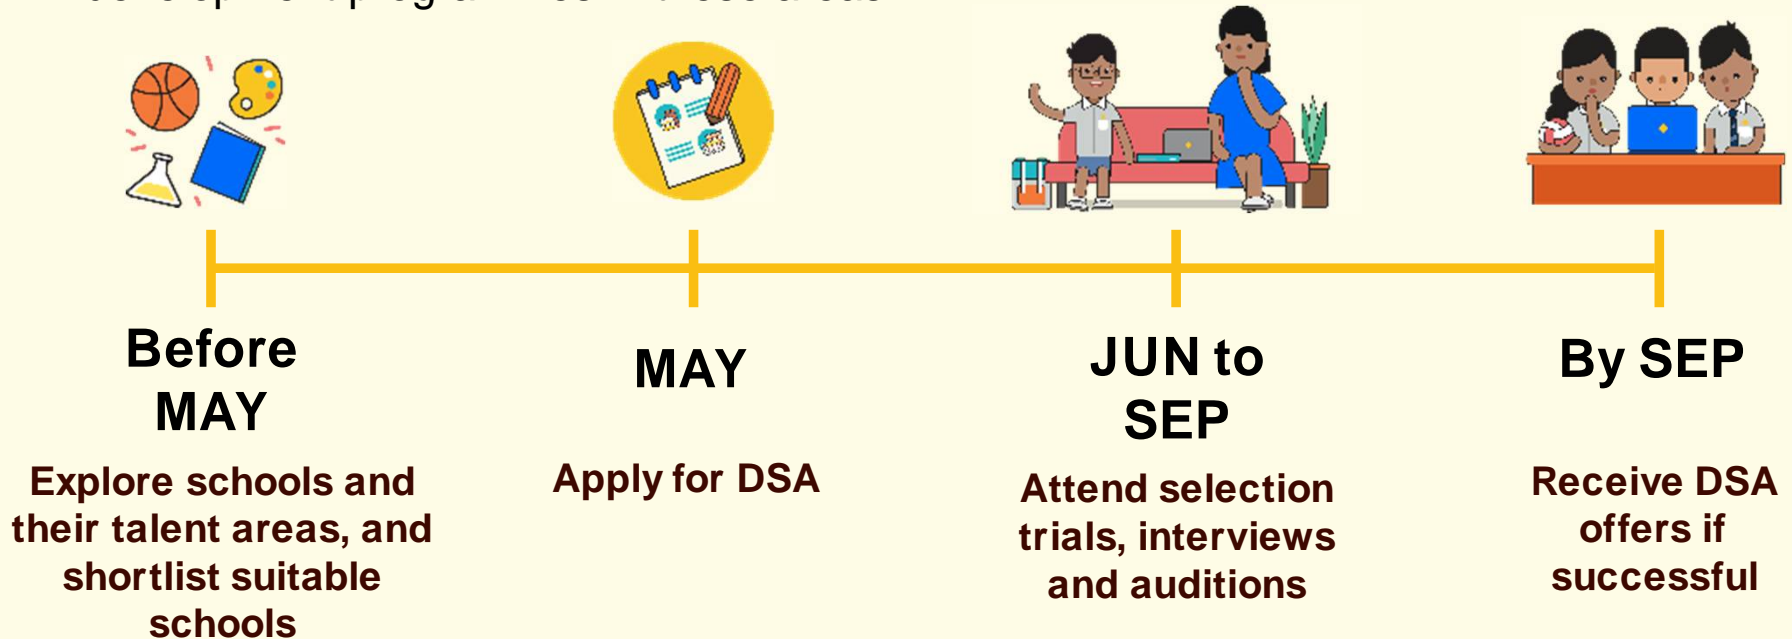 Before
MAY
Explore schools and
their talent areas, and
shortlist suitable
schools
MAY
Apply for DSA
JUN to
SEP
Attend selection
trials, interviews
and auditions
By SEP
Receive DSA
offers if
successful